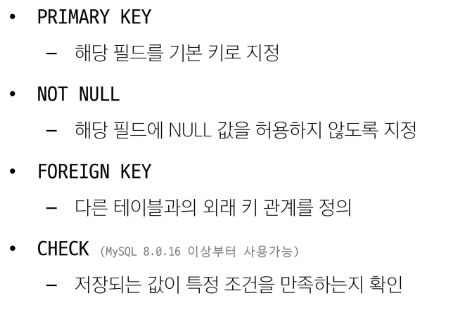 • PRIMARY KEY
– 해당 필드를 기본 키로 지정
• NOT NULL
– 해당 필드에 NULL 값을 허용하지 않도록 지정
• FOREIGN KEY
– 다른 테이블과의 외래 키 관계를 정의
• CHECK (MySQL 8.0.16 이상부터 사용가능)
– 저장되는 값이 특정 조건을 만족하는지 확인